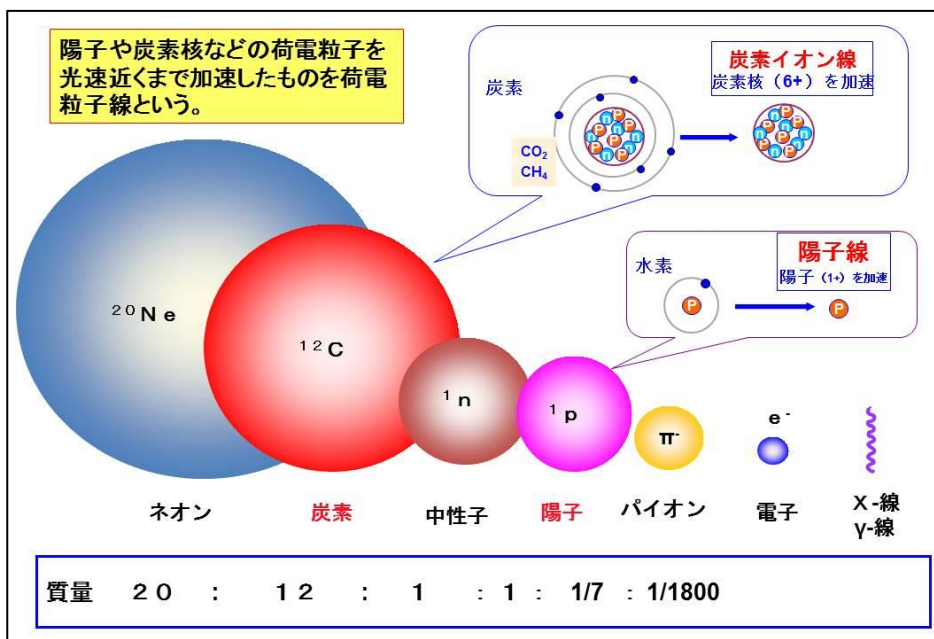 陽子や炭素核などの荷電粒子を
光速近くまで加速したものを荷電
粒子線という。
炭素
CO₂
CH₄
炭素イオン線
炭素核（6+）を加速
P
n
P
n
水素
P
陽子線
陽子（1+）を加速
P
²⁰Ne
¹²C
¹n
¹p
π⁻
e⁻
ネオン
炭素
中性子
陽子
パイオン
電子
X-線
γ-線
質量 20 : 12 : 1 : 1 : 1/7 : 1/1800